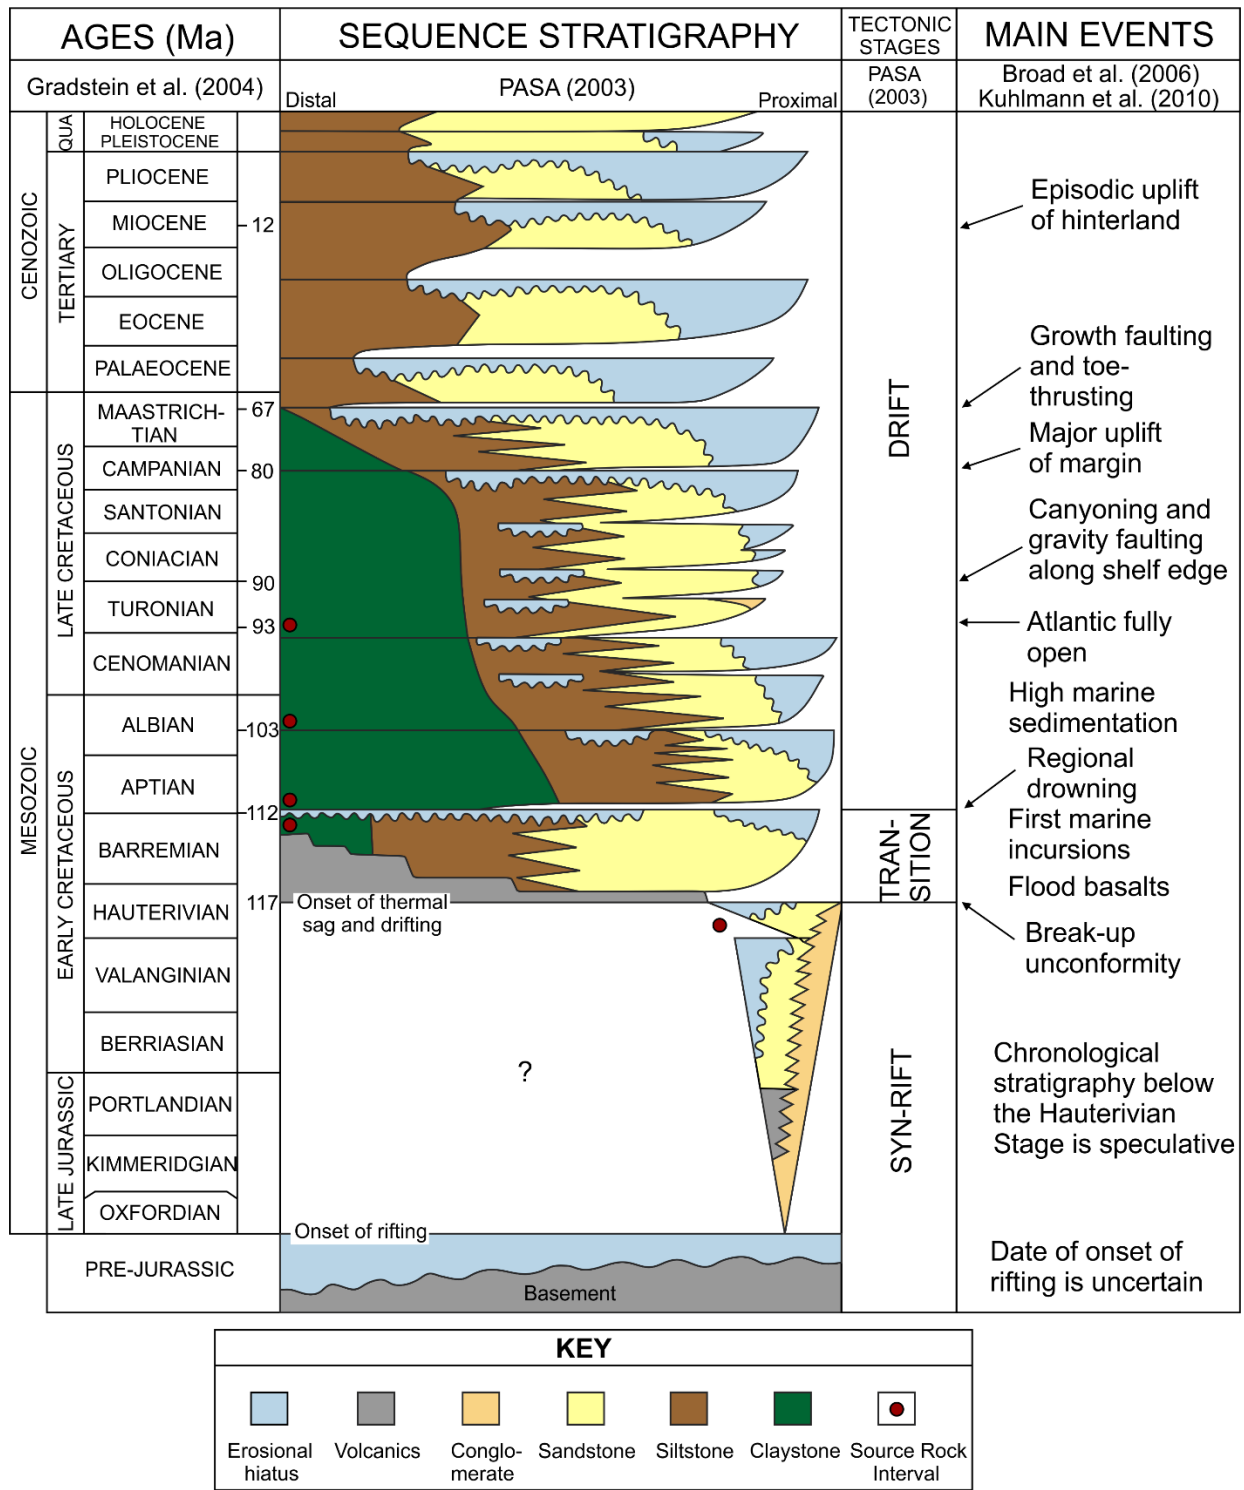 AGES (Ma)
SEQUENCE STRATIGRAPHY
TECTONIC
STAGES
MAIN EVENTS
Gradstein et al. (2004)
Distal
PASA (2003)
Proximal
PASA
(2003)
Broad et al. (2006)
Kuhlmann et al. (2010)
CENOZOIC
MESOZOIC
QUA
TERTIARY
LATE CRETACEOUS
EARLY CRETACEOUS
LATE JURASSIC
HOLOCENE
PLEISTOCENE
PLIOCENE
MIOCENE
OLIGOCENE
EOCENE
PALAEOCENE
MAASTRICH-
TIAN
CAMPANIAN
SANTONIAN
CONIACIAN
TURONIAN
CENOMANIAN
ALBIAN
APTIAN
BARREMIAN
HAUTERIVIAN
VALANGINIAN
BERRIASIAN
PORTLANDIAN
KIMMERIDGIAN
OXFORDIAN
PRE-JURASSIC
12
67
80
90
93
103
112
117
Onset of thermal
sag and drifting
?
Onset of rifting
Basement
DRIFT
TRAN-
SITION
SYN-RIFT
Episodic uplift
of hinterland
Growth faulting
and toe-
thrusting
Major uplift
of margin
Canyoning and
gravity faulting
along shelf edge
Atlantic fully
open
High marine
sedimentation
Regional
drowning
First marine
incursions
Flood basalts
Break-up
unconformity
Chronological
stratigraphy below
the Hauterivian
Stage is speculative
Date of onset of
rifting is uncertain
KEY
Erosional
hiatus
Volcanics
Conglo-
merate
Sandstone
Siltstone
Claystone
Source Rock
Interval